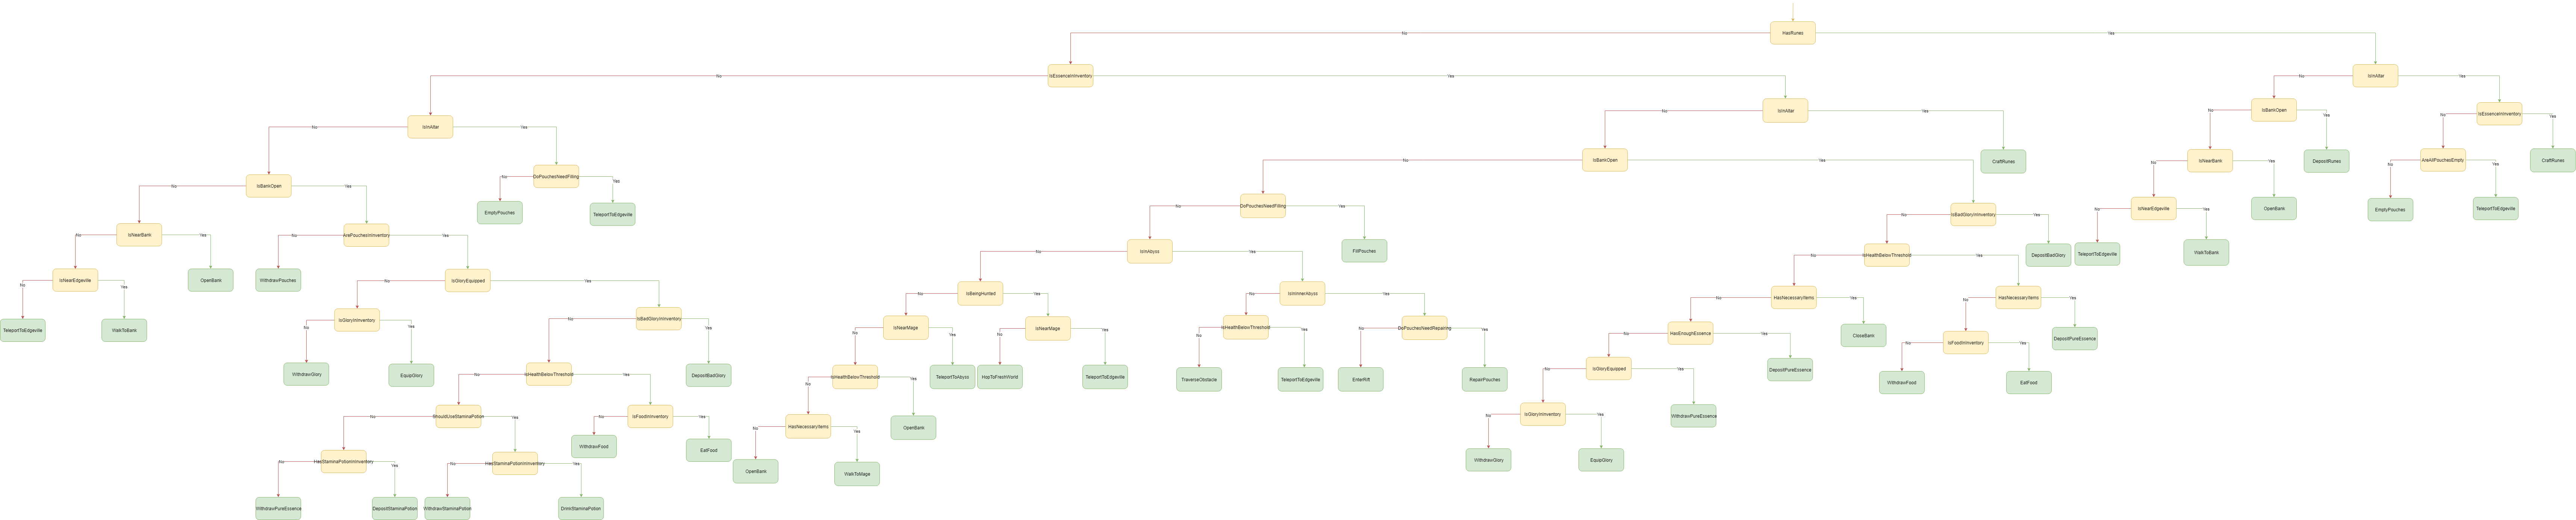 HasRunes
No
Yes
IsEssenceInInventory
No
Yes
IsInAltar
No
Yes
IsInAltar
No
Yes
IsInAltar
No
Yes
IsBankOpen
No
Yes
IsEssenceInInventory
No
Yes
DoPouchesNeedFilling
No
Yes
IsBankOpen
No
Yes
CraftRunes
IsNearBank
No
Yes
DepositRunes
AreAllPouchesEmpty
No
Yes
CraftRunes
IsBankOpen
No
Yes
EmptyPouches
TeleportToEdgeville
DoPouchesNeedFilling
No
Yes
IsBadGloryInInventory
No
Yes
IsNearEdgeville
No
Yes
OpenBank
EmptyPouches
TeleportToEdgeville
IsNearBank
No
Yes
ArePouchesInInventory
No
Yes
IsInAbyss
No
Yes
FillPouches
IsHealthBelowThreshold
No
Yes
DepositBadGlory
TeleportToEdgeville
WalkToBank
IsNearEdgeville
No
Yes
OpenBank
WithdrawPouches
IsGloryEquipped
No
Yes
IsBeingHunted
No
Yes
IsInInnerAbyss
No
Yes
HasNecessaryItems
No
Yes
HasNecessaryItems
No
Yes
TeleportToEdgeville
WalkToBank
IsGloryInInventory
No
Yes
IsBadGloryInInventory
No
Yes
IsNearMage
No
Yes
IsNearMage
No
Yes
IsHealthBelowThreshold
No
Yes
DoPouchesNeedRepairing
No
Yes
HasEnoughEssence
No
Yes
CloseBank
IsFoodInInventory
No
Yes
DepositPureEssence
WithdrawGlory
EquipGlory
IsHealthBelowThreshold
No
Yes
DepositBadGlory
IsHealthBelowThreshold
No
Yes
TeleportToAbyss
HopToFreshWorld
TeleportToEdgeville
TraverseObstacle
TeleportToEdgeville
EnterRift
RepairPouches
IsGloryEquipped
No
Yes
DepositPureEssence
WithdrawFood
EatFood
ShouldUseStaminaPotion
No
Yes
IsFoodInInventory
No
Yes
HasNecessaryItems
No
Yes
OpenBank
IsGloryInInventory
No
Yes
WithdrawPureEssence
HasStaminaPotionInInventory
No
Yes
HasStaminaPotionInInventory
No
Yes
WithdrawFood
EatFood
OpenBank
WalkToMage
WithdrawGlory
EquipGlory
WithdrawPureEssence
DepositStaminaPotion
WithdrawStaminaPotion
DrinkStaminaPotion